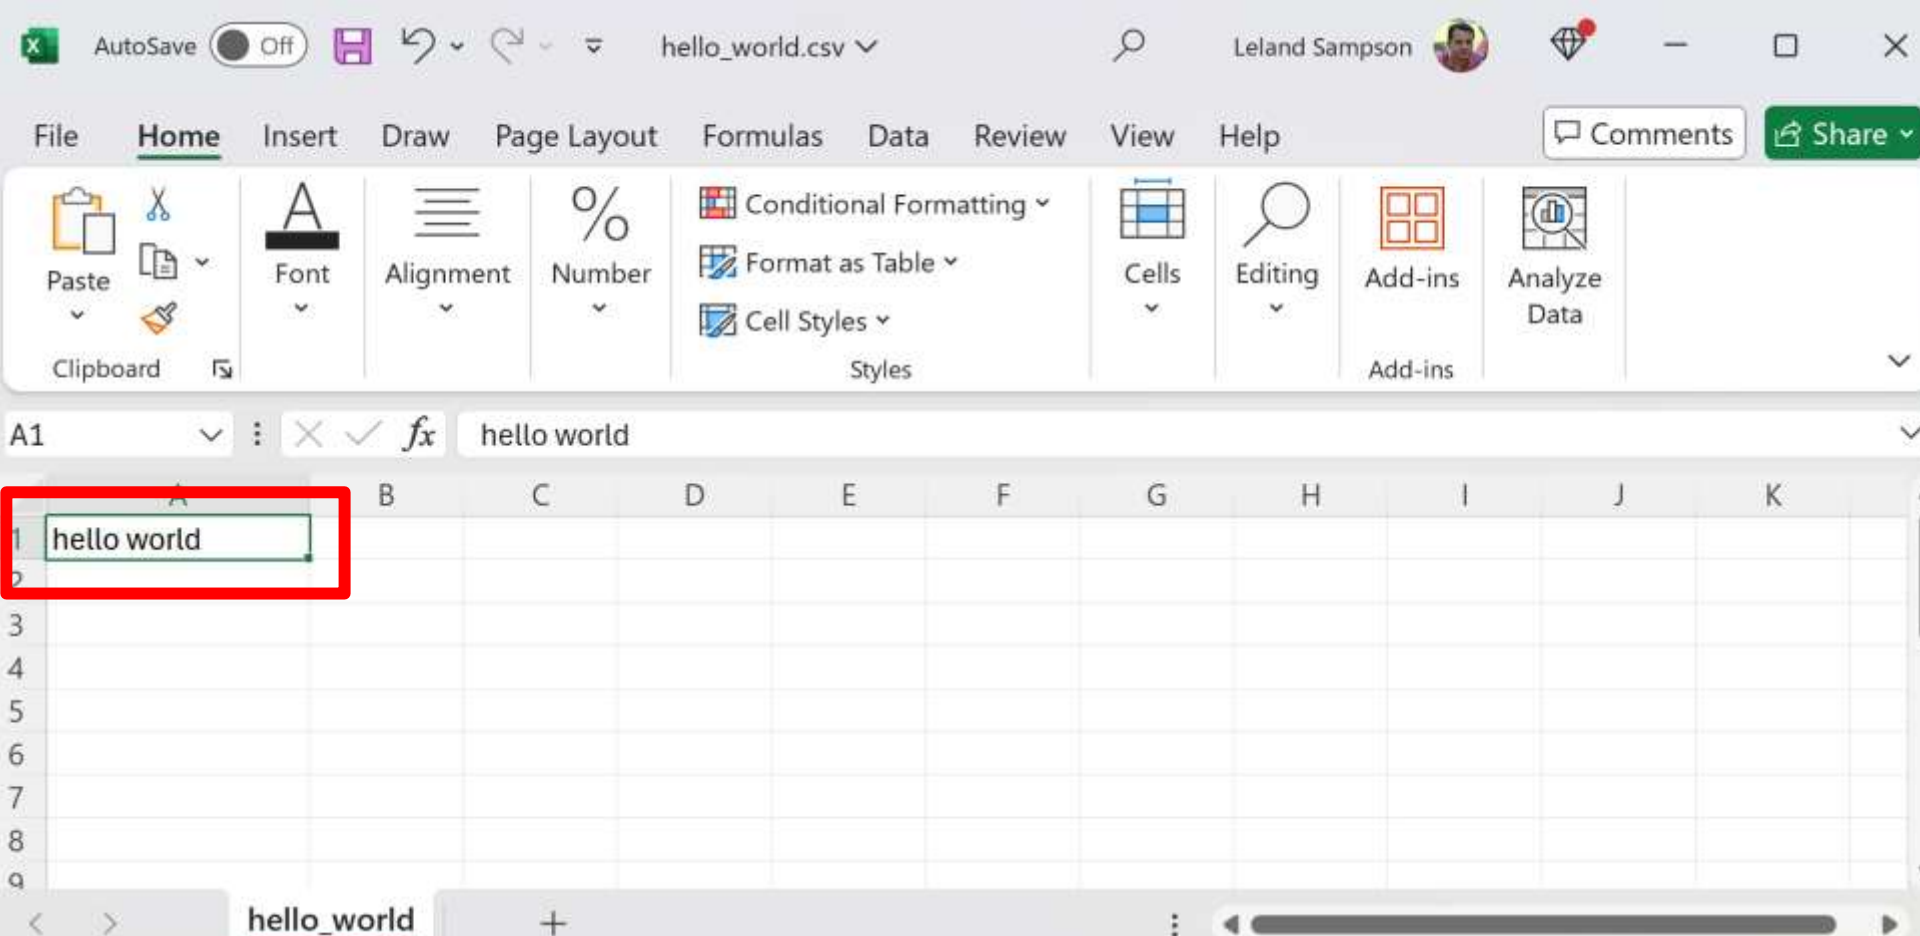 AutoSave Off hello_world.csv Leland Sampson
File Home Insert Draw Page Layout Formulas Data Review View Help Comments Share
Paste
Clipboard
Font
Alignment
%
Number
Conditional Formatting
Format as Table
Cell Styles
Styles
Cells
Editing
Add-ins
Add-ins
Analyze
Data
A1 fx hello world
A B C D E F G H I J K
1 hello world
2
3
4
5
6
7
8
9
hello_world